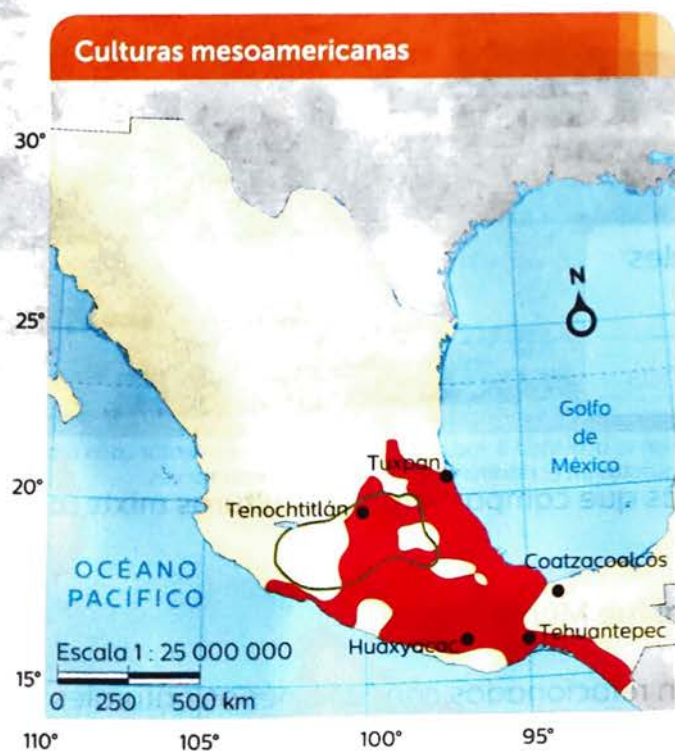 Culturas mesoamericanas
30°
25°
N
Golfo
de
México
20°
Tuxpan
Tenochtitlán
OCÉANO
PACÍFICO
Coatzacoalcos
Huaxyacac
Tehuantepec
Escala 1 : 25 000 000
0 250 500 km
15°
110° 105° 100° 95°